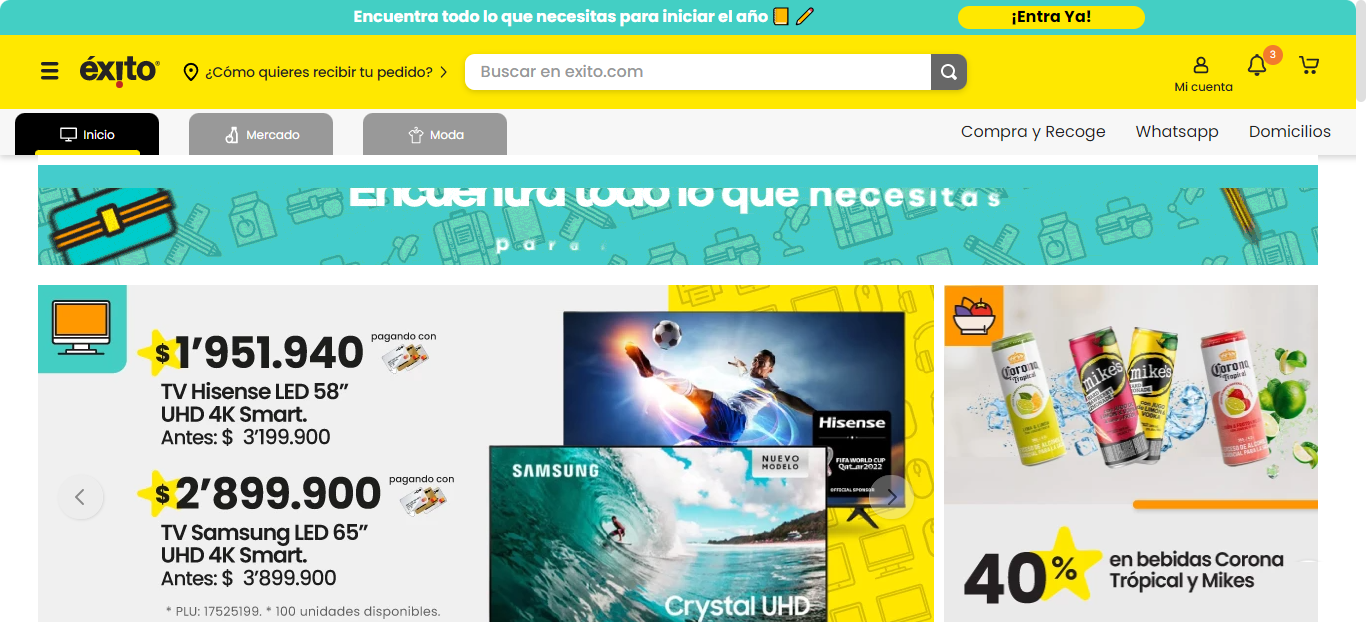 Encuentra todo lo que necesitas para iniciar el año
¡Entra Ya!
éxito
¿Cómo quieres recibir tu pedido?
Buscar en exito.com
Mi cuenta
3
Inicio
Mercado
Moda
Compra y Recoge
Whatsapp
Domicilios
Encuentra todo lo que necesitas
para
$1'951.940
pagando con
TV Hisense LED 58”
UHD 4K Smart.
Antes: $ 3’199.900
$2’899.900
pagando con
TV Samsung LED 65”
UHD 4K Smart.
Antes: $ 3’899.900
* PLU: 17525199. * 100 unidades disponibles.
Hisense
FIFA WORLD CUP
Qatar2022
OFFICIAL SPONSOR
SAMSUNG
NUEVO
MODELO
Crystal UHD
Corona
Tropical
mike's
mike's
Corona
Tropical
40%
en bebidas Corona
Trópical y Mikes